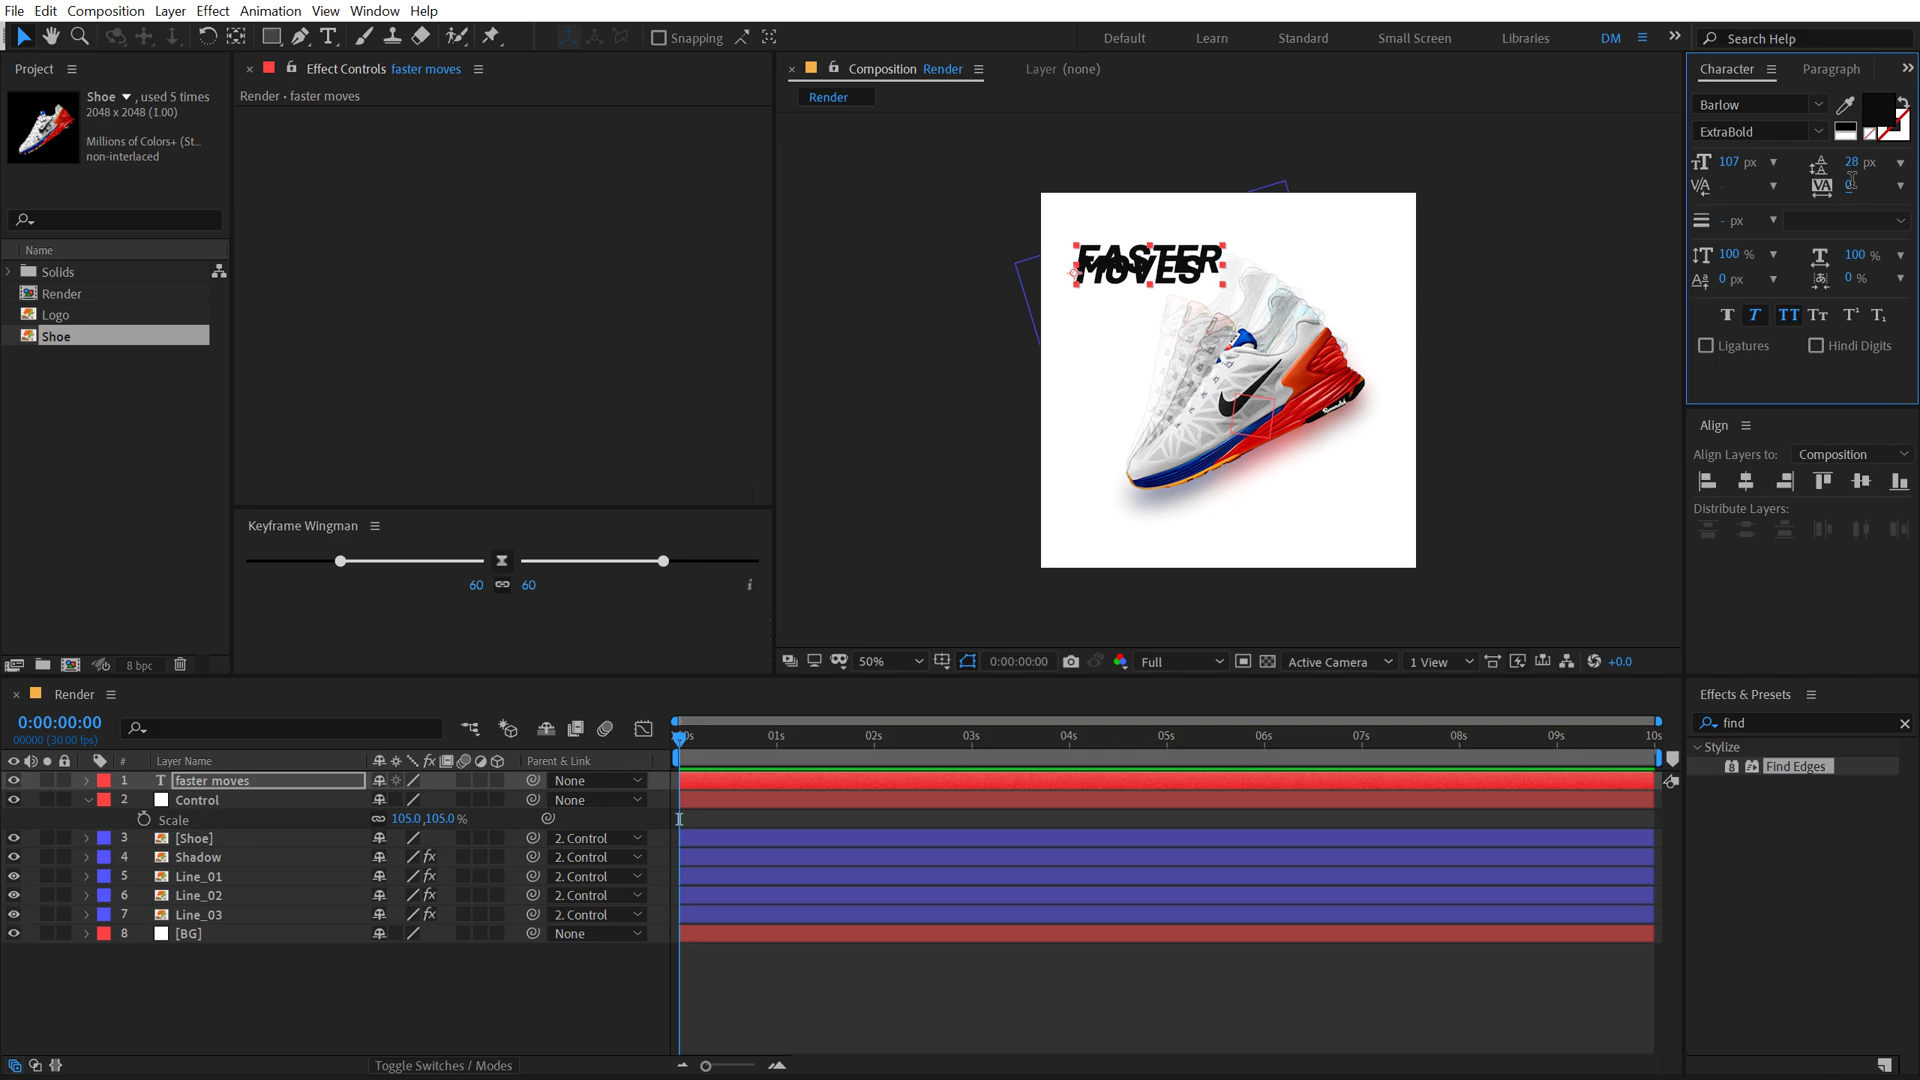 File Edit Composition Layer Effect Animation View Window Help
Snapping
Default Learn Standard Small Screen Libraries DM Search Help
Project
Shoe , used 5 times
2048 x 2048 (1.00)
Millions of Colors+ (St...
non-interlaced
Name
Solids
Render
Logo
Shoe
8 bpc
Effect Controls faster moves
Render • faster moves
Keyframe Wingman
60 60
Composition Render
Layer (none)
Render
FASTER
MOVES
50% 0:00:00:00 Full Active Camera 1 View +0.0
Character Paragraph
Barlow
ExtraBold
107 px 28 px
0
- px
100 % 100 %
0 px 0 %
Ligatures Hindi Digits
Align
Align Layers to: Composition
Distribute Layers:
Effects & Presets
find
Stylize
Find Edges
Render
0:00:00:00
00000 (30.00 fps)
01s 02s 03s 04s 05s 06s 07s 08s 09s 10s
# Layer Name Parent & Link
1 T faster moves None
2 Control None
Scale 105.0,105.0 %
3 [Shoe] 2. Control
4 Shadow fx 2. Control
5 Line_01 fx 2. Control
6 Line_02 fx 2. Control
7 Line_03 fx 2. Control
8 [BG] None
Toggle Switches / Modes